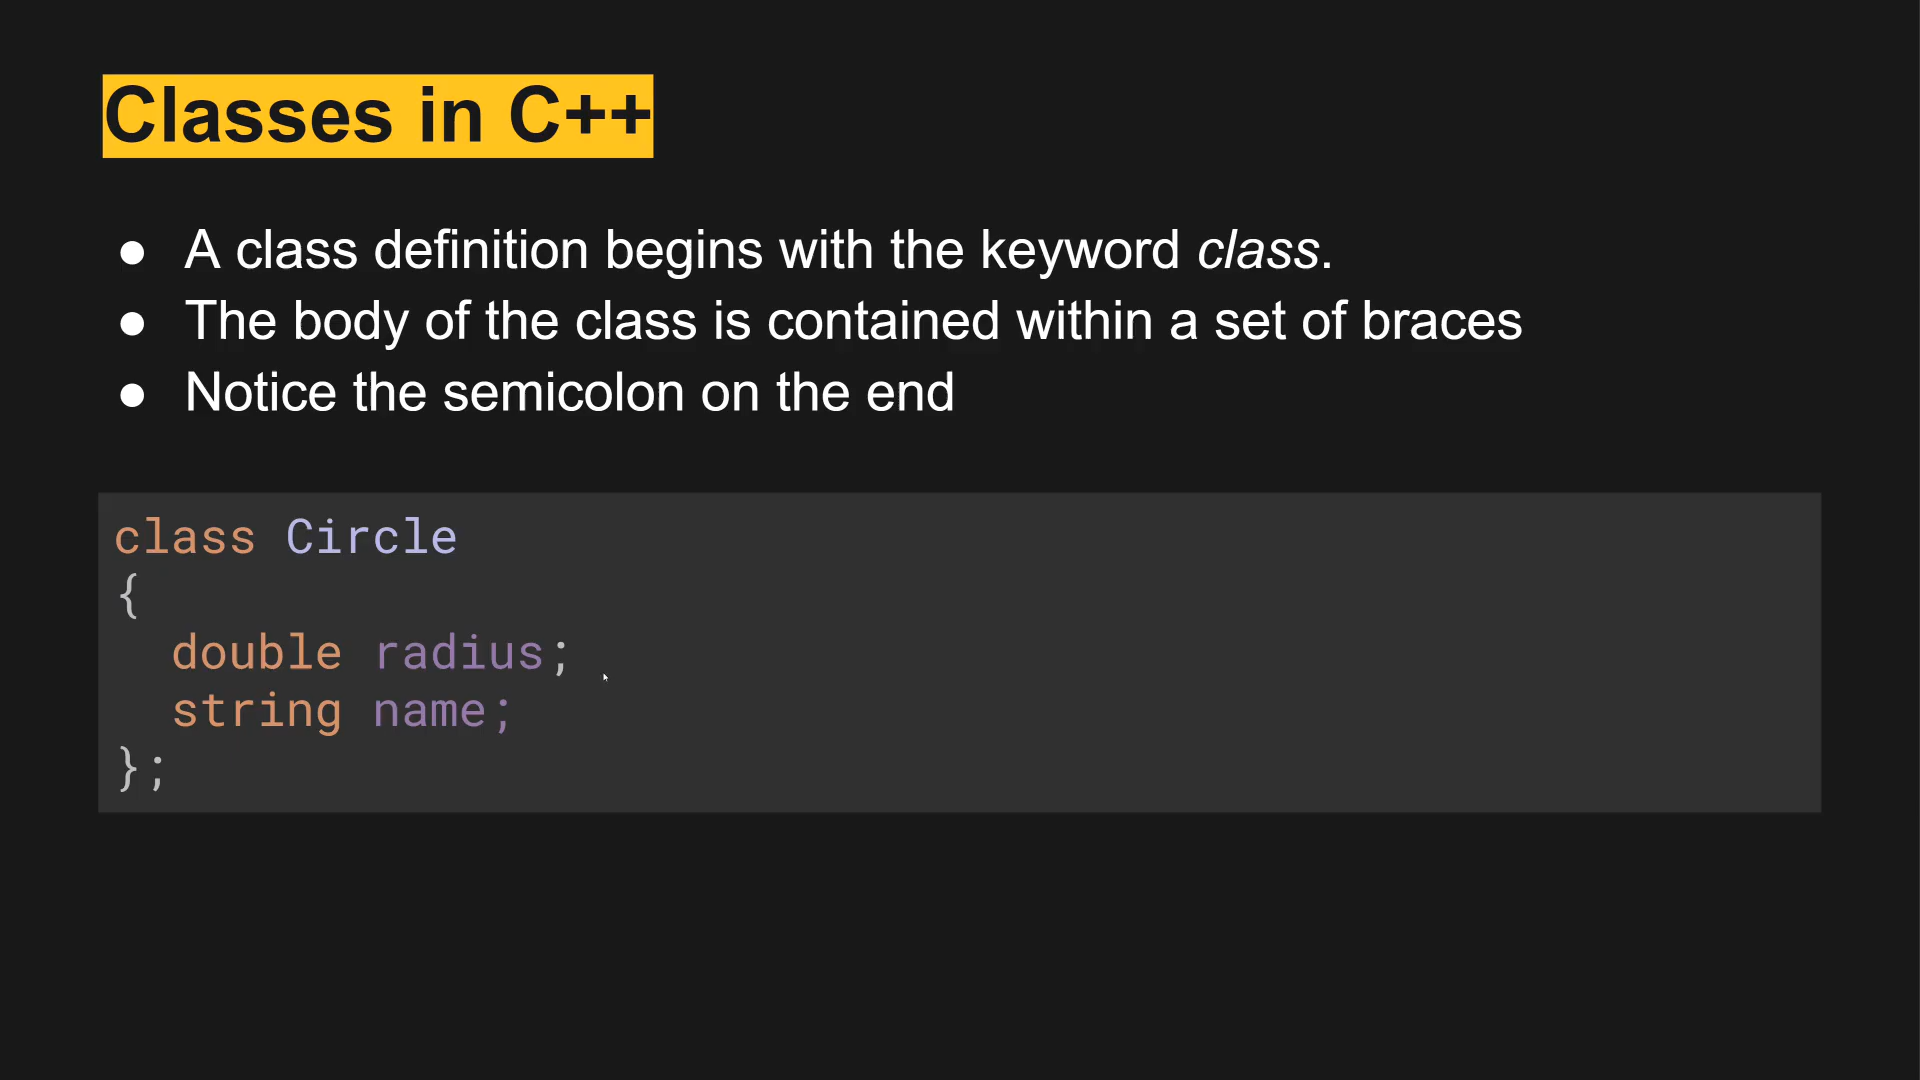 Classes in C++
● A class definition begins with the keyword class.
● The body of the class is contained within a set of braces
● Notice the semicolon on the end
class Circle
{
  double radius;
  string name;
};